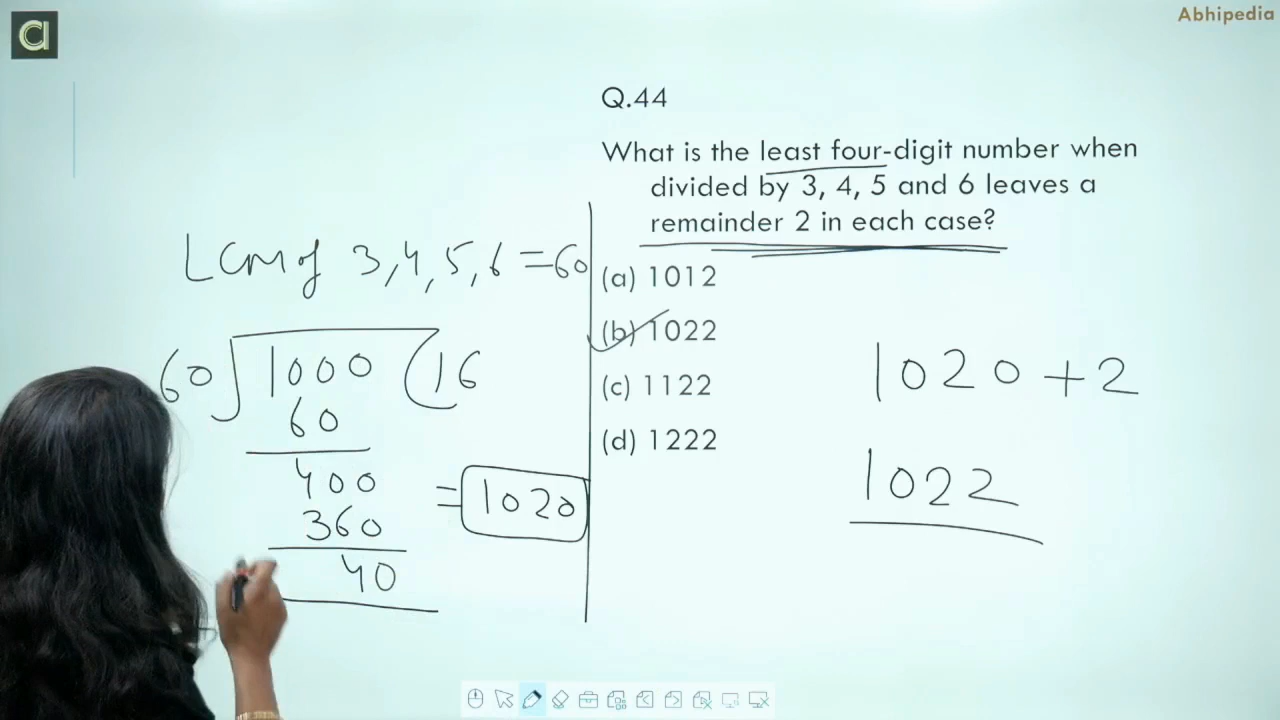 Abhipedia
Q.44
What is the least four-digit number when
divided by 3, 4, 5 and 6 leaves a
remainder 2 in each case?
(a) 1012
(b) 1022
(c) 1122
(d) 1222
LCM of 3,4,5,6 = 60
60 1000 16
60
400
360
40
= 1020
1020 + 2
1022